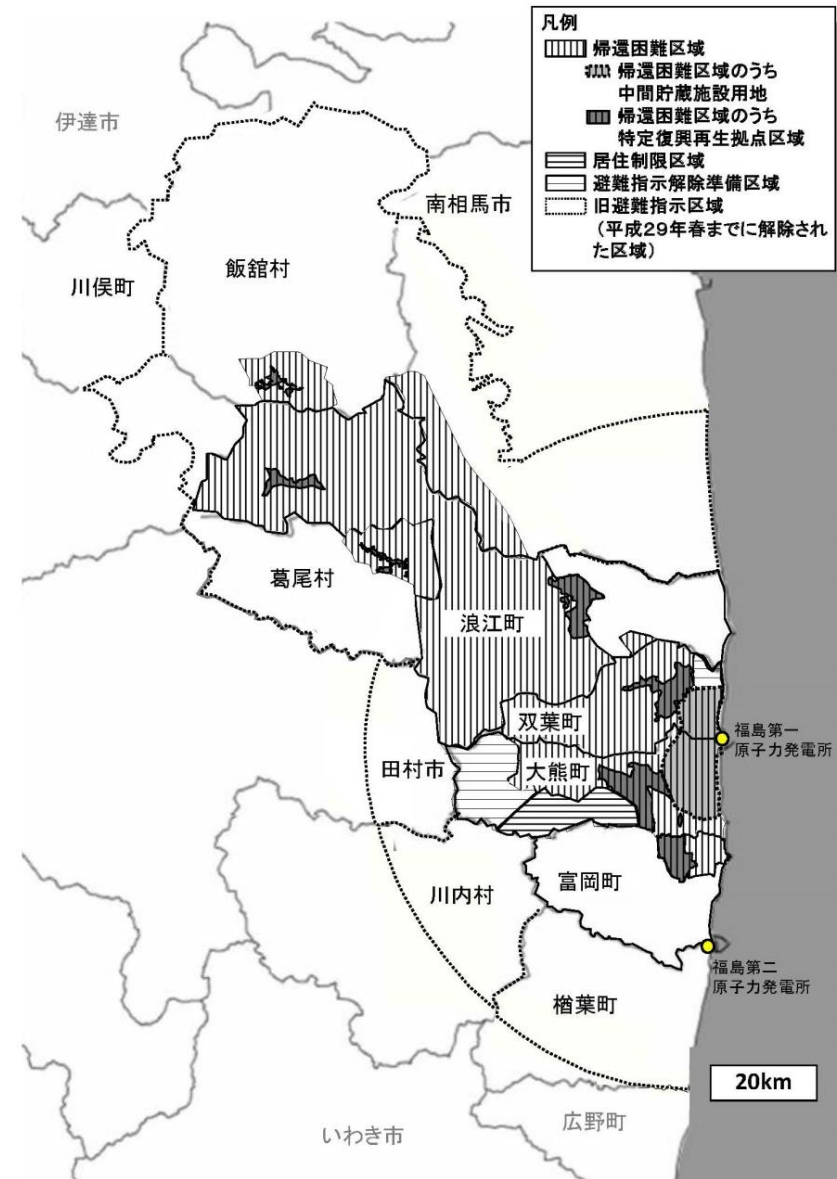 凡例
帰還困難区域
帰還困難区域のうち
中間貯蔵施設用地
帰還困難区域のうち
特定復興再生拠点区域
居住制限区域
避難指示解除準備区域
旧避難指示区域
(平成29年春までに解除され
た区域)
伊達市
南相馬市
飯舘村
川俣町
葛尾村
浪江町
双葉町
福島第一
原子力発電所
田村市
大熊町
川内村
富岡町
福島第二
原子力発電所
楢葉町
20km
広野町
いわき市